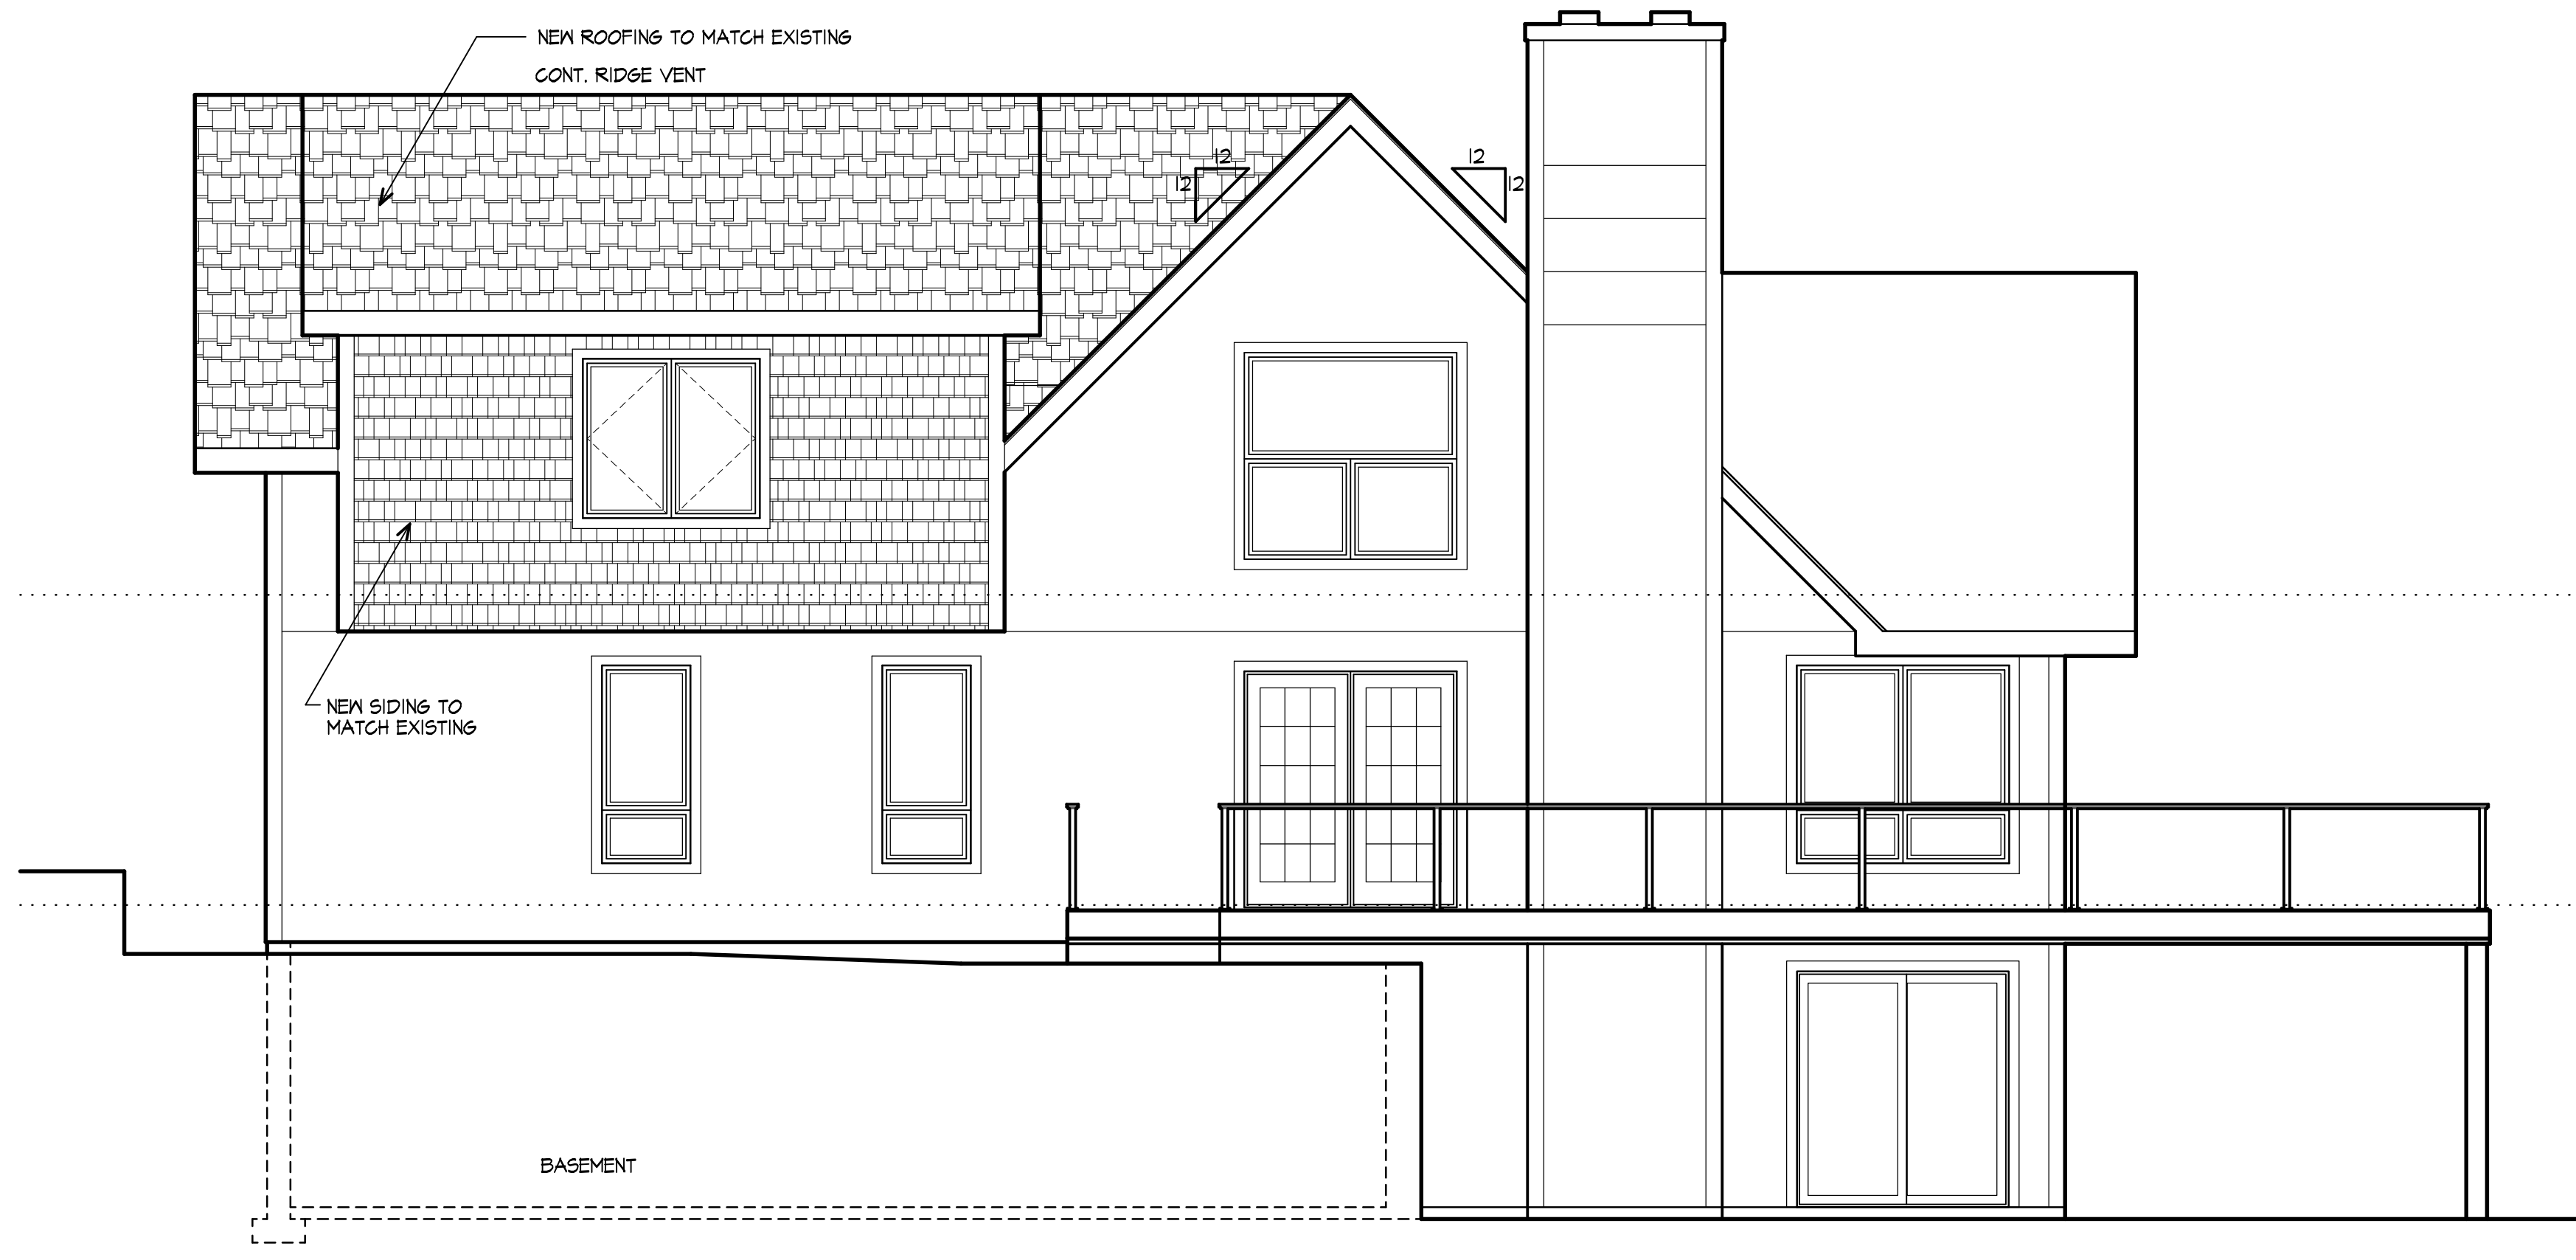 NEW ROOFING TO MATCH EXISTING
CONT. RIDGE VENT
12
12
12
12
NEW SIDING TO
MATCH EXISTING
BASEMENT